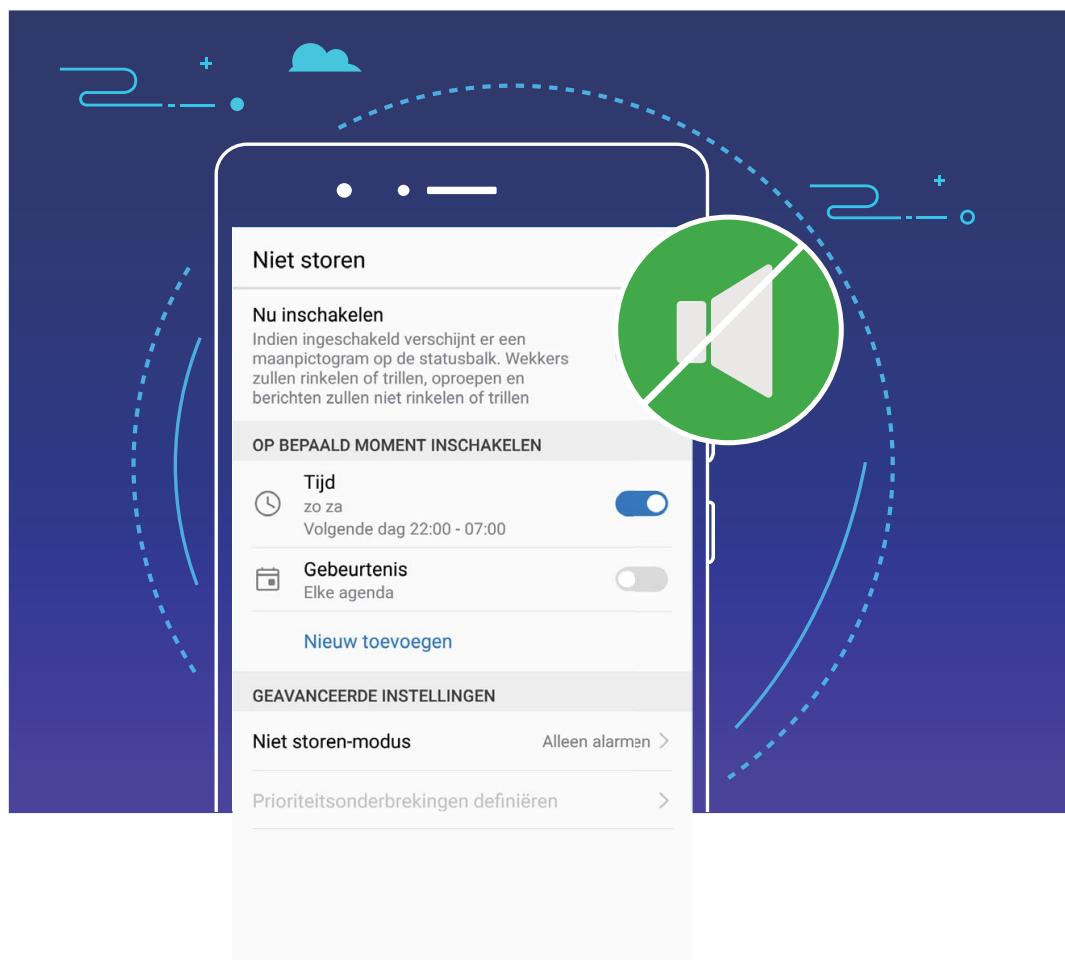 Niet storen
Nu inschakelen
Indien ingeschakeld verschijnt er een
maanpictogram op de statusbalk. Wekkers
zullen rinkelen of trillen, oproepen en
berichten zullen niet rinkelen of trillen
OP BEPAALD MOMENT INSCHAKELEN
Tijd
zo za
Volgende dag 22:00 - 07:00
Gebeurtenis
Elke agenda
Nieuw toevoegen
GEAVANCEERDE INSTELLINGEN
Niet storen-modus Alleen alarmen
Prioriteitsonderbrekingen definiëren